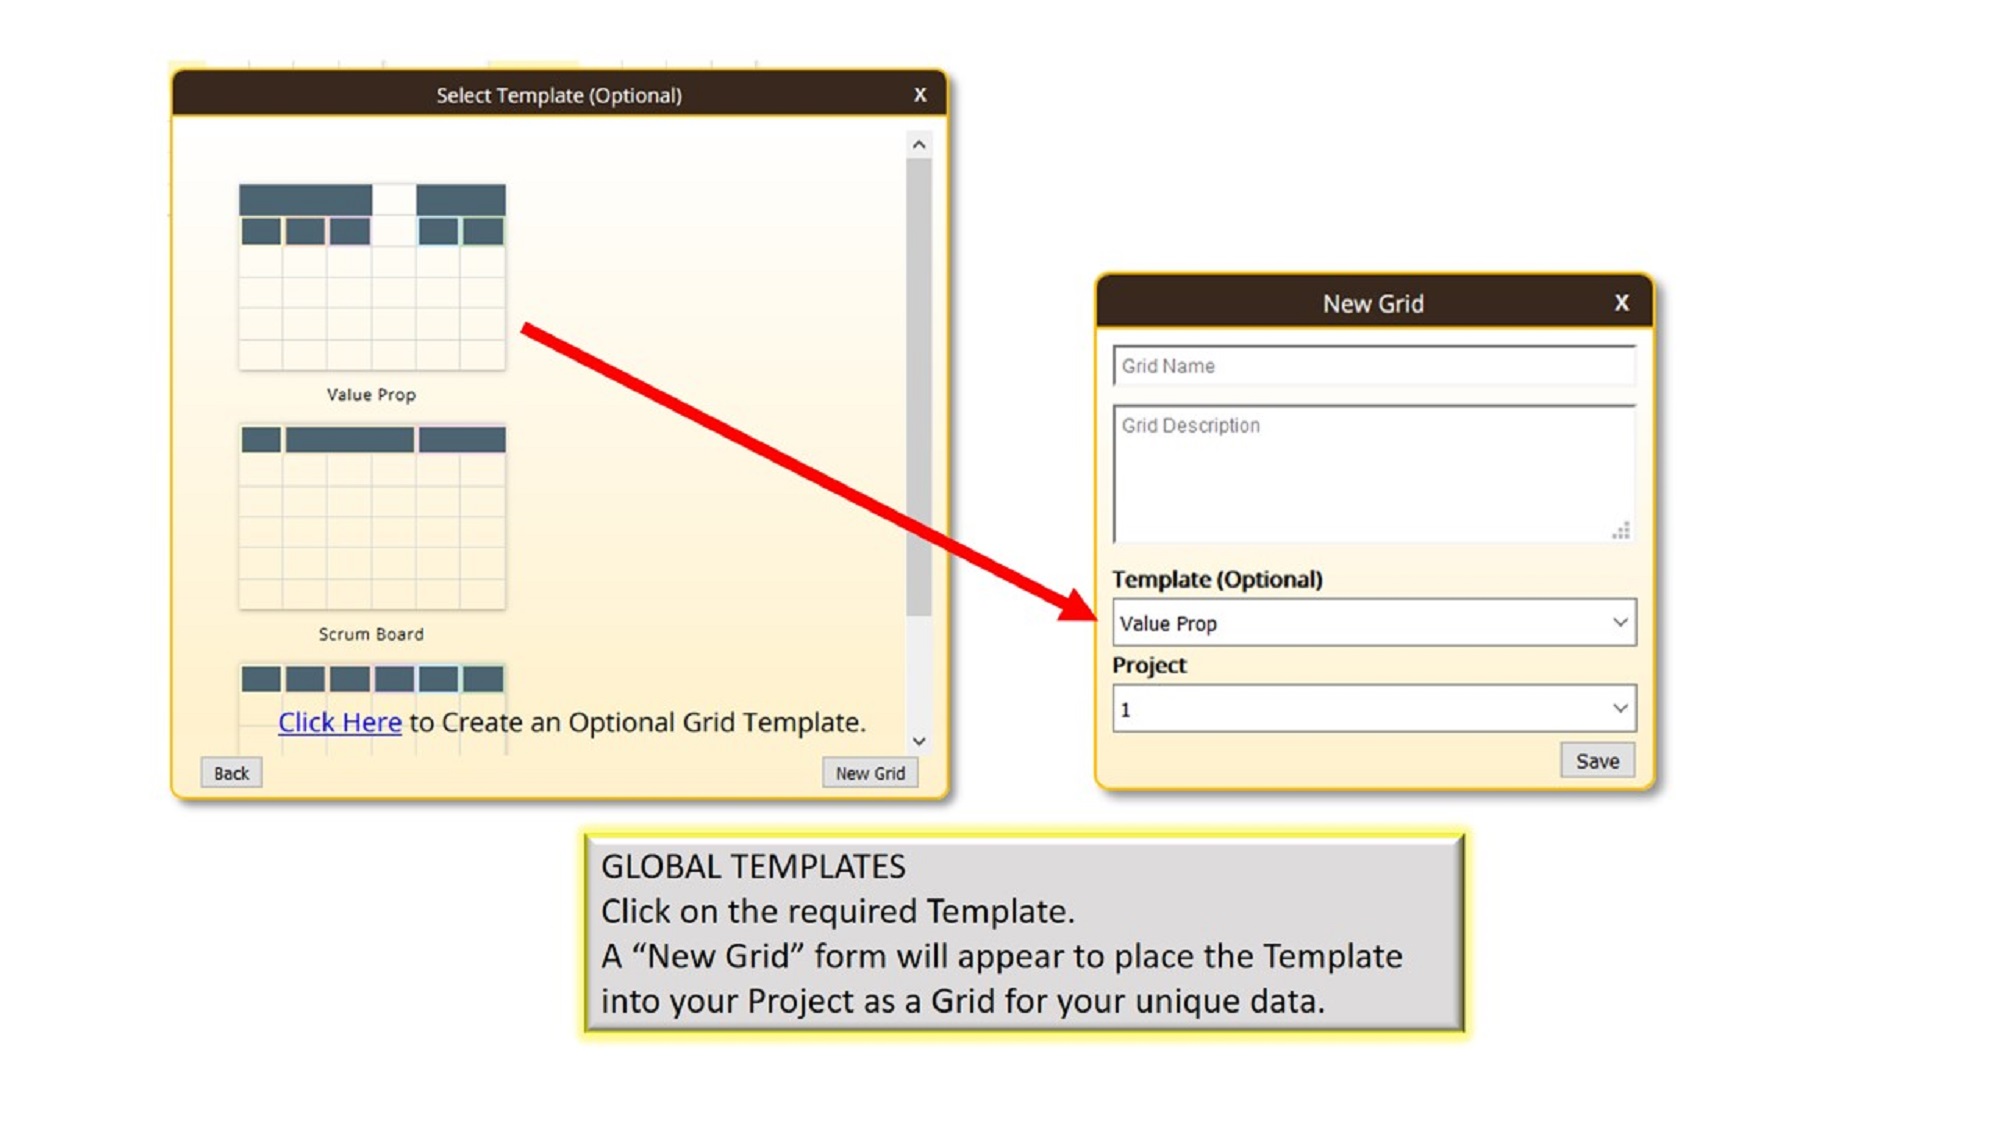 Select Template (Optional) X
Value Prop
Scrum Board
Click Here to Create an Optional Grid Template.
Back
New Grid
New Grid X
Grid Name
Grid Description
Template (Optional)
Value Prop
Project
1
Save
GLOBAL TEMPLATES
Click on the required Template.
A “New Grid” form will appear to place the Template
into your Project as a Grid for your unique data.